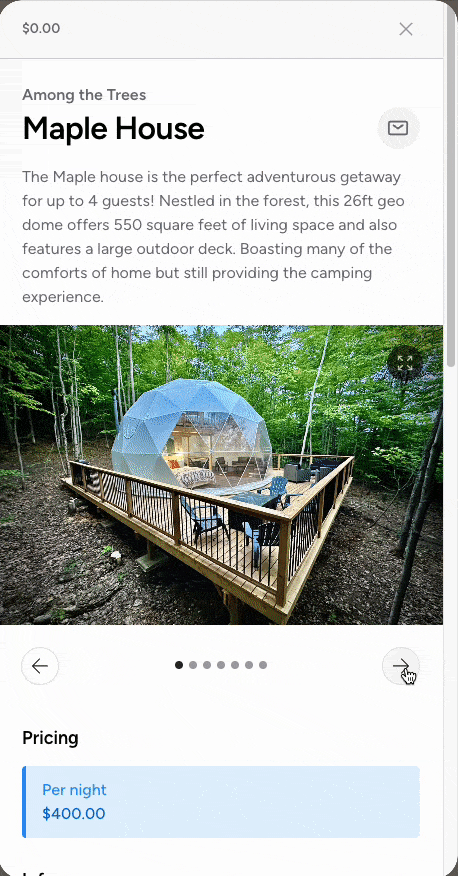 $0.00
Among the Trees
Maple House
The Maple house is the perfect adventurous getaway
for up to 4 guests! Nestled in the forest, this 26ft geo
dome offers 550 square feet of living space and also
features a large outdoor deck. Boasting many of the
comforts of home but still providing the camping
experience.
Pricing
Per night
$400.00